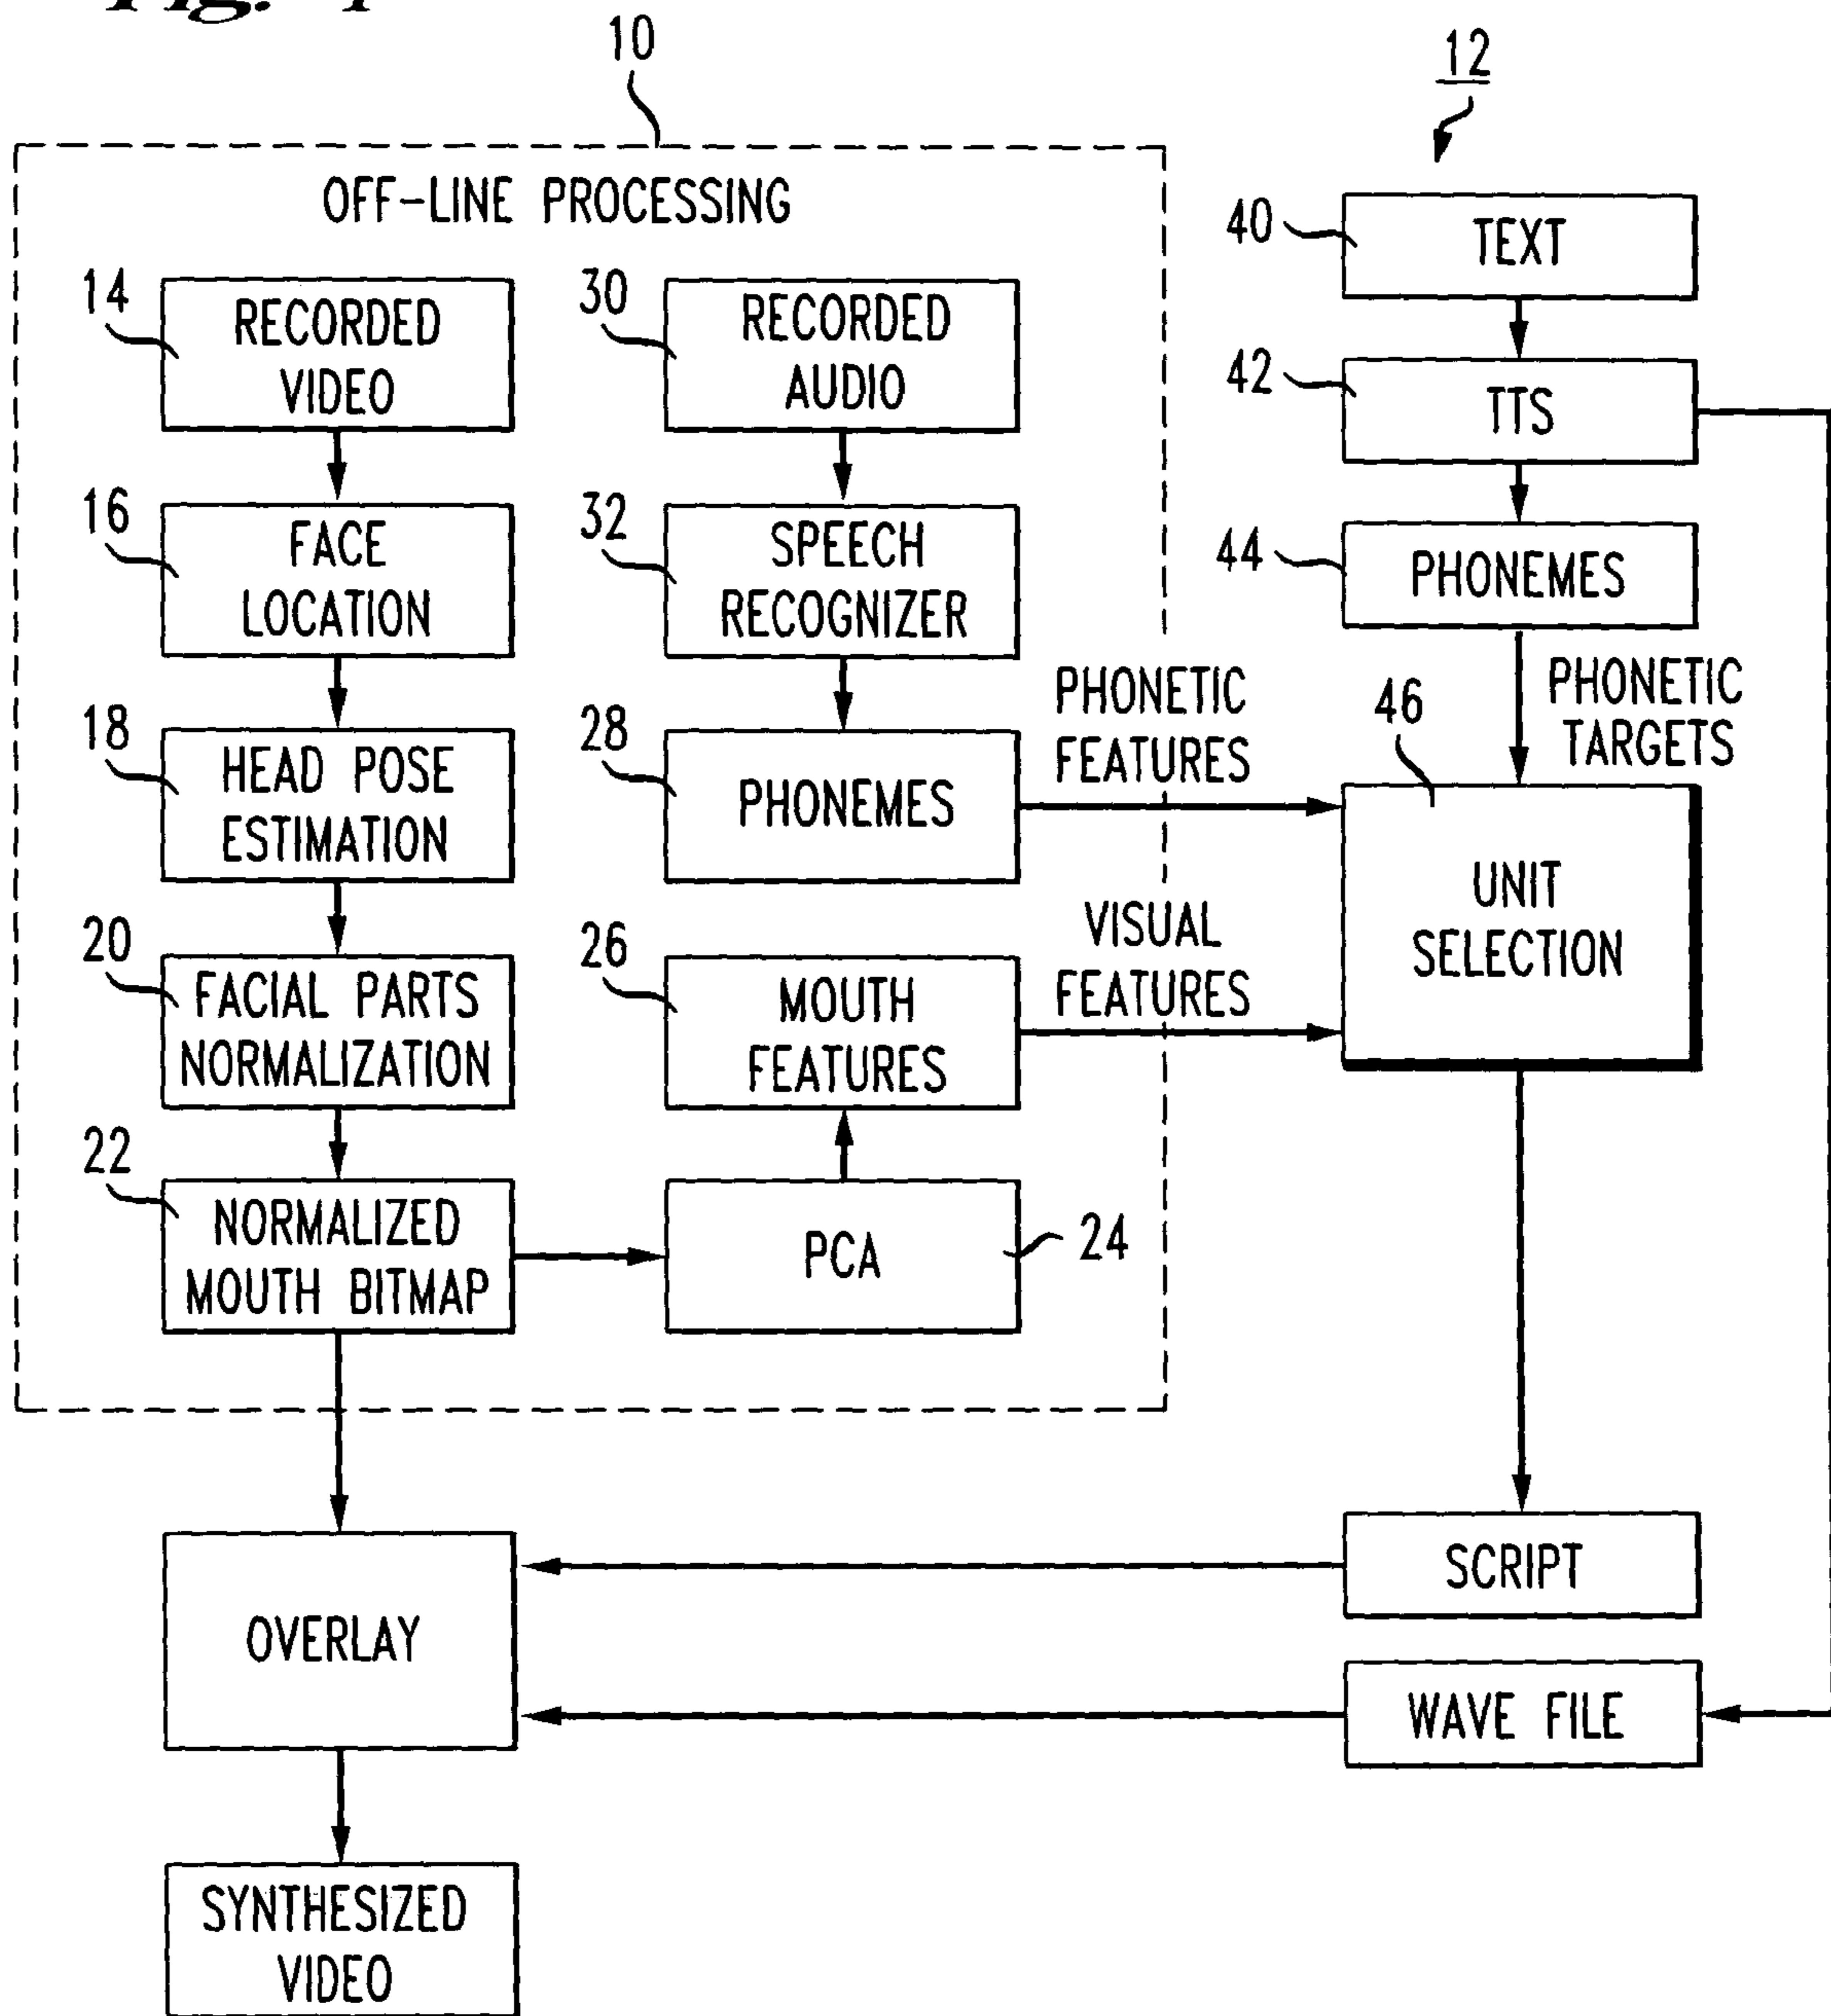 Fig. 1
10
12
OFF-LINE PROCESSING
14
RECORDED
VIDEO
30
RECORDED
AUDIO
40
TEXT
42
TTS
16
FACE
LOCATION
32
SPEECH
RECOGNIZER
44
PHONEMES
PHONETIC
TARGETS
18
HEAD POSE
ESTIMATION
28
PHONEMES
PHONETIC
FEATURES
46
UNIT
SELECTION
20
FACIAL PARTS
NORMALIZATION
26
MOUTH
FEATURES
VISUAL
FEATURES
22
NORMALIZED
MOUTH BITMAP
PCA
24
OVERLAY
SCRIPT
WAVE FILE
SYNTHESIZED
VIDEO